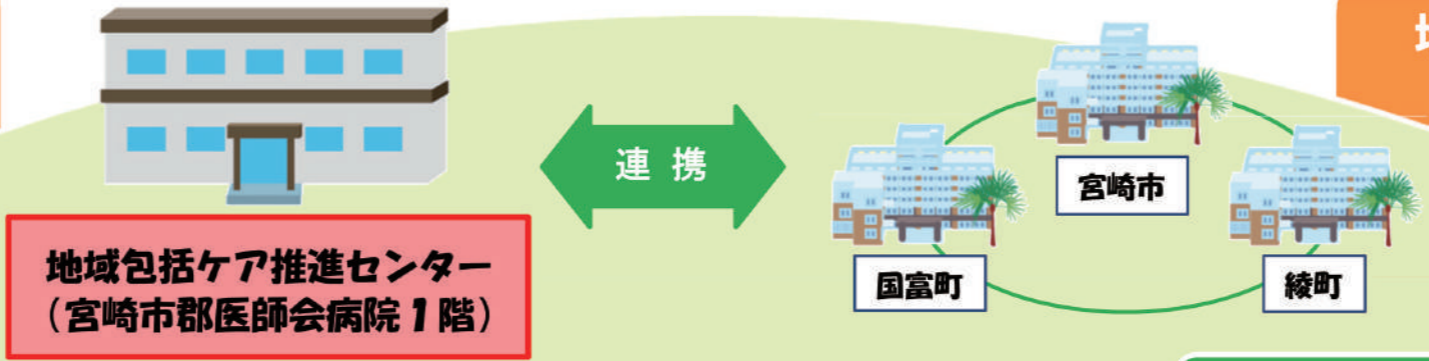 連携
宮崎市
国富町
綾町
地域包括ケア推進センター
（宮崎市郡医師会病院1階）